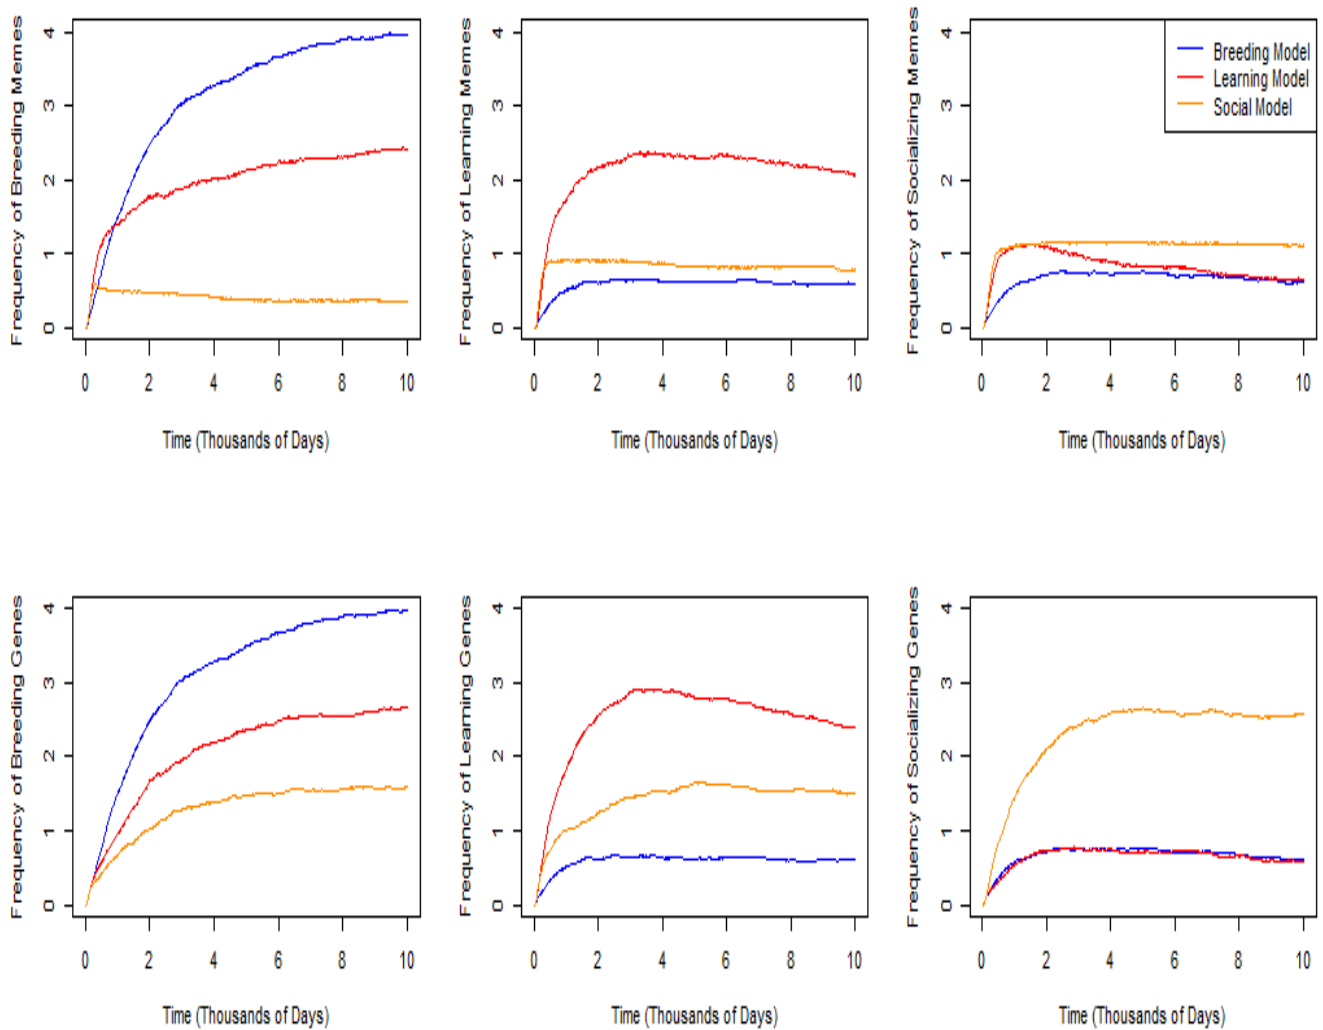 Frequency of Breeding Memes
4
3
2
1
0
0 2 4 6 8 10
Time (Thousands of Days)
Frequency of Learning Memes
4
3
2
1
0
0 2 4 6 8 10
Time (Thousands of Days)
Frequency of Socializing Memes
4
3
2
1
0
0 2 4 6 8 10
Time (Thousands of Days)
Breeding Model
Learning Model
Social Model
Frequency of Breeding Genes
4
3
2
1
0
0 2 4 6 8 10
Time (Thousands of Days)
Frequency of Learning Genes
4
3
2
1
0
0 2 4 6 8 10
Time (Thousands of Days)
Frequency of Socializing Genes
4
3
2
1
0
0 2 4 6 8 10
Time (Thousands of Days)